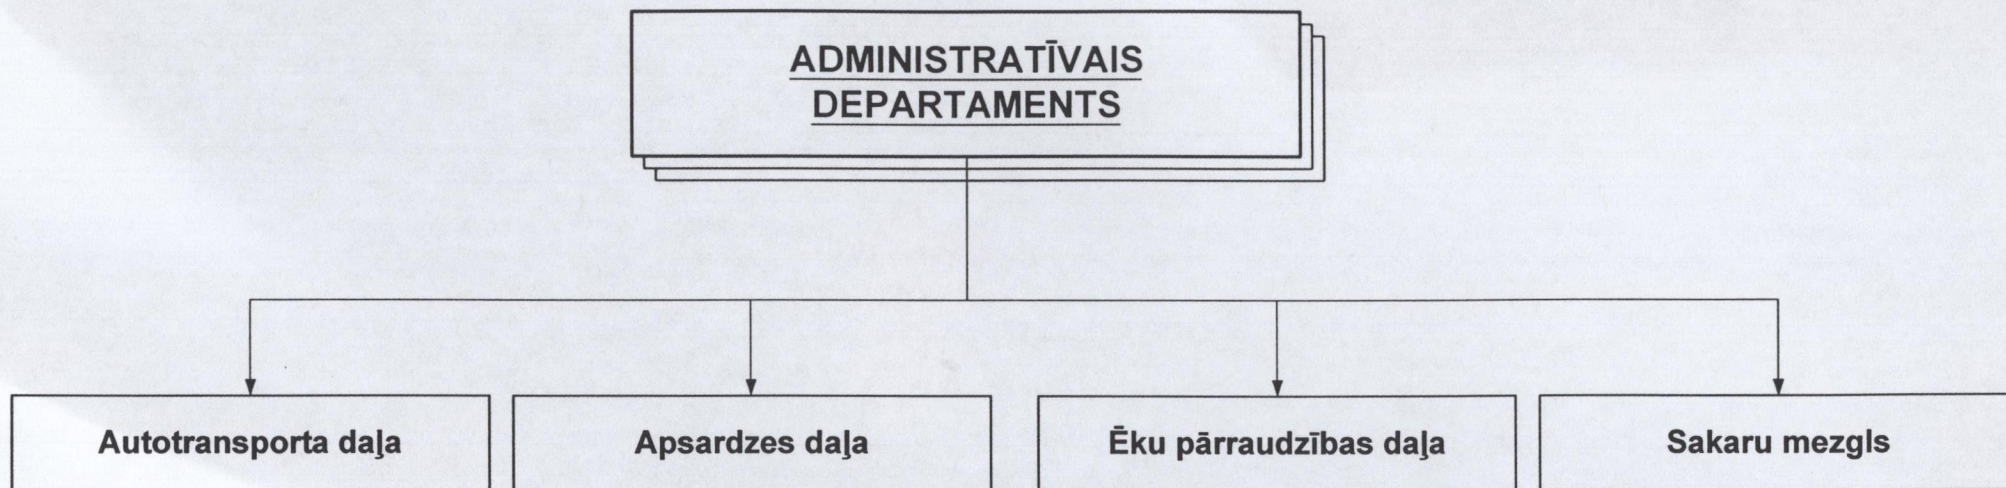 ADMINISTRATĪVAIS
DEPARTAMENTS
Autotransporta daļa
Apsardzes daļa
Ēku pārraudzības daļa
Sakaru mezgls